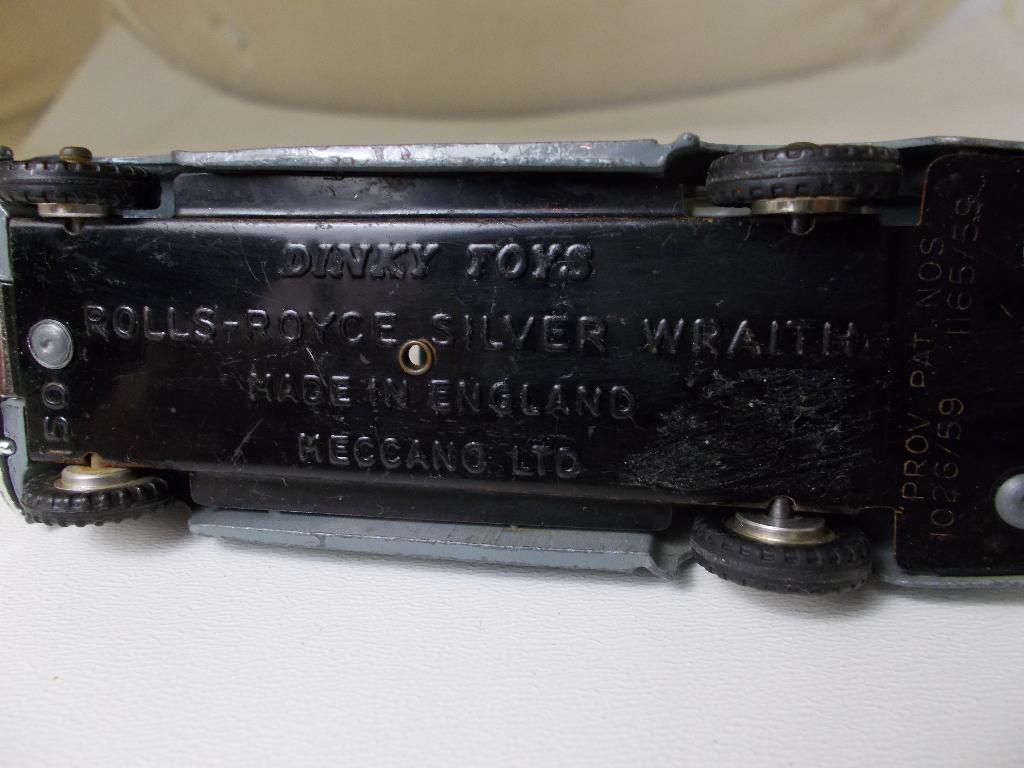 DINKY TOYS
ROLLS-ROYCE SILVER WRAITH
MADE IN ENGLAND
MECCANO LTD
150
PROV. PAT. NOS
1026/59 1165/59